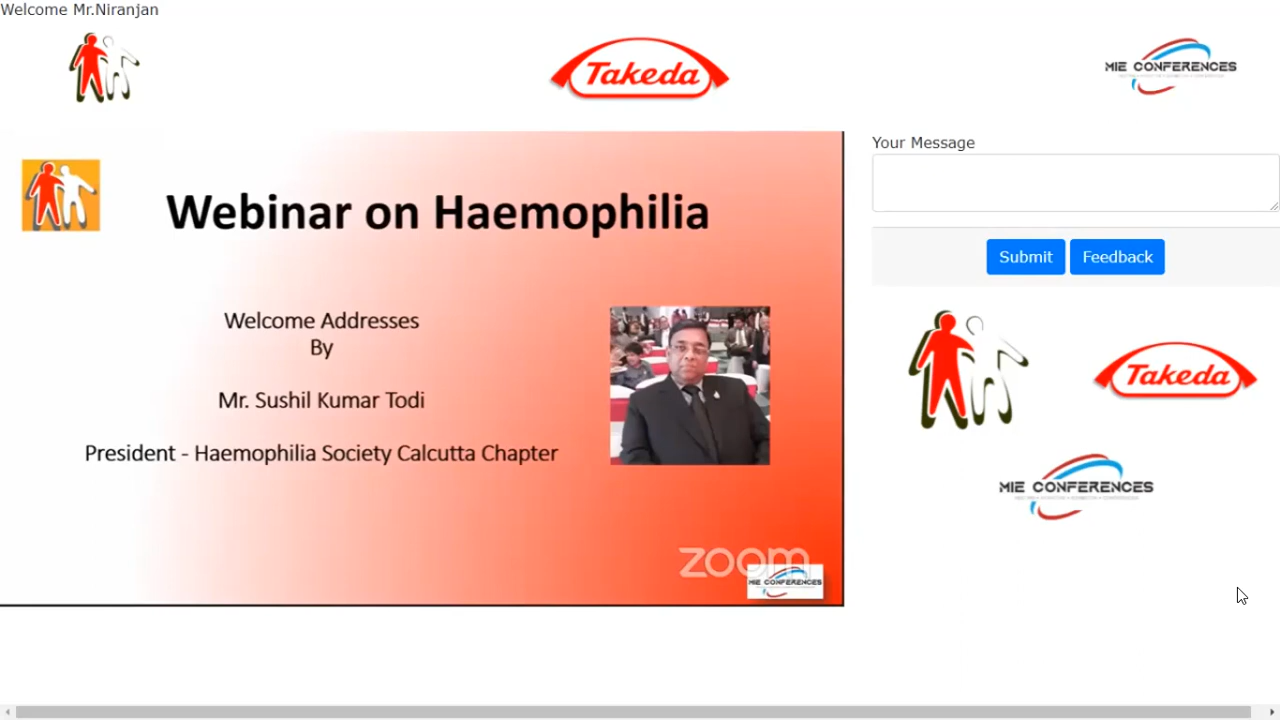 Welcome Mr.Niranjan
Takeda
MIE CONFERENCES
Your Message
Webinar on Haemophilia
Submit
Feedback
Welcome Addresses
By
Mr. Sushil Kumar Todi
President - Haemophilia Society Calcutta Chapter
Takeda
MIE CONFERENCES
zoom
MIE CONFERENCES